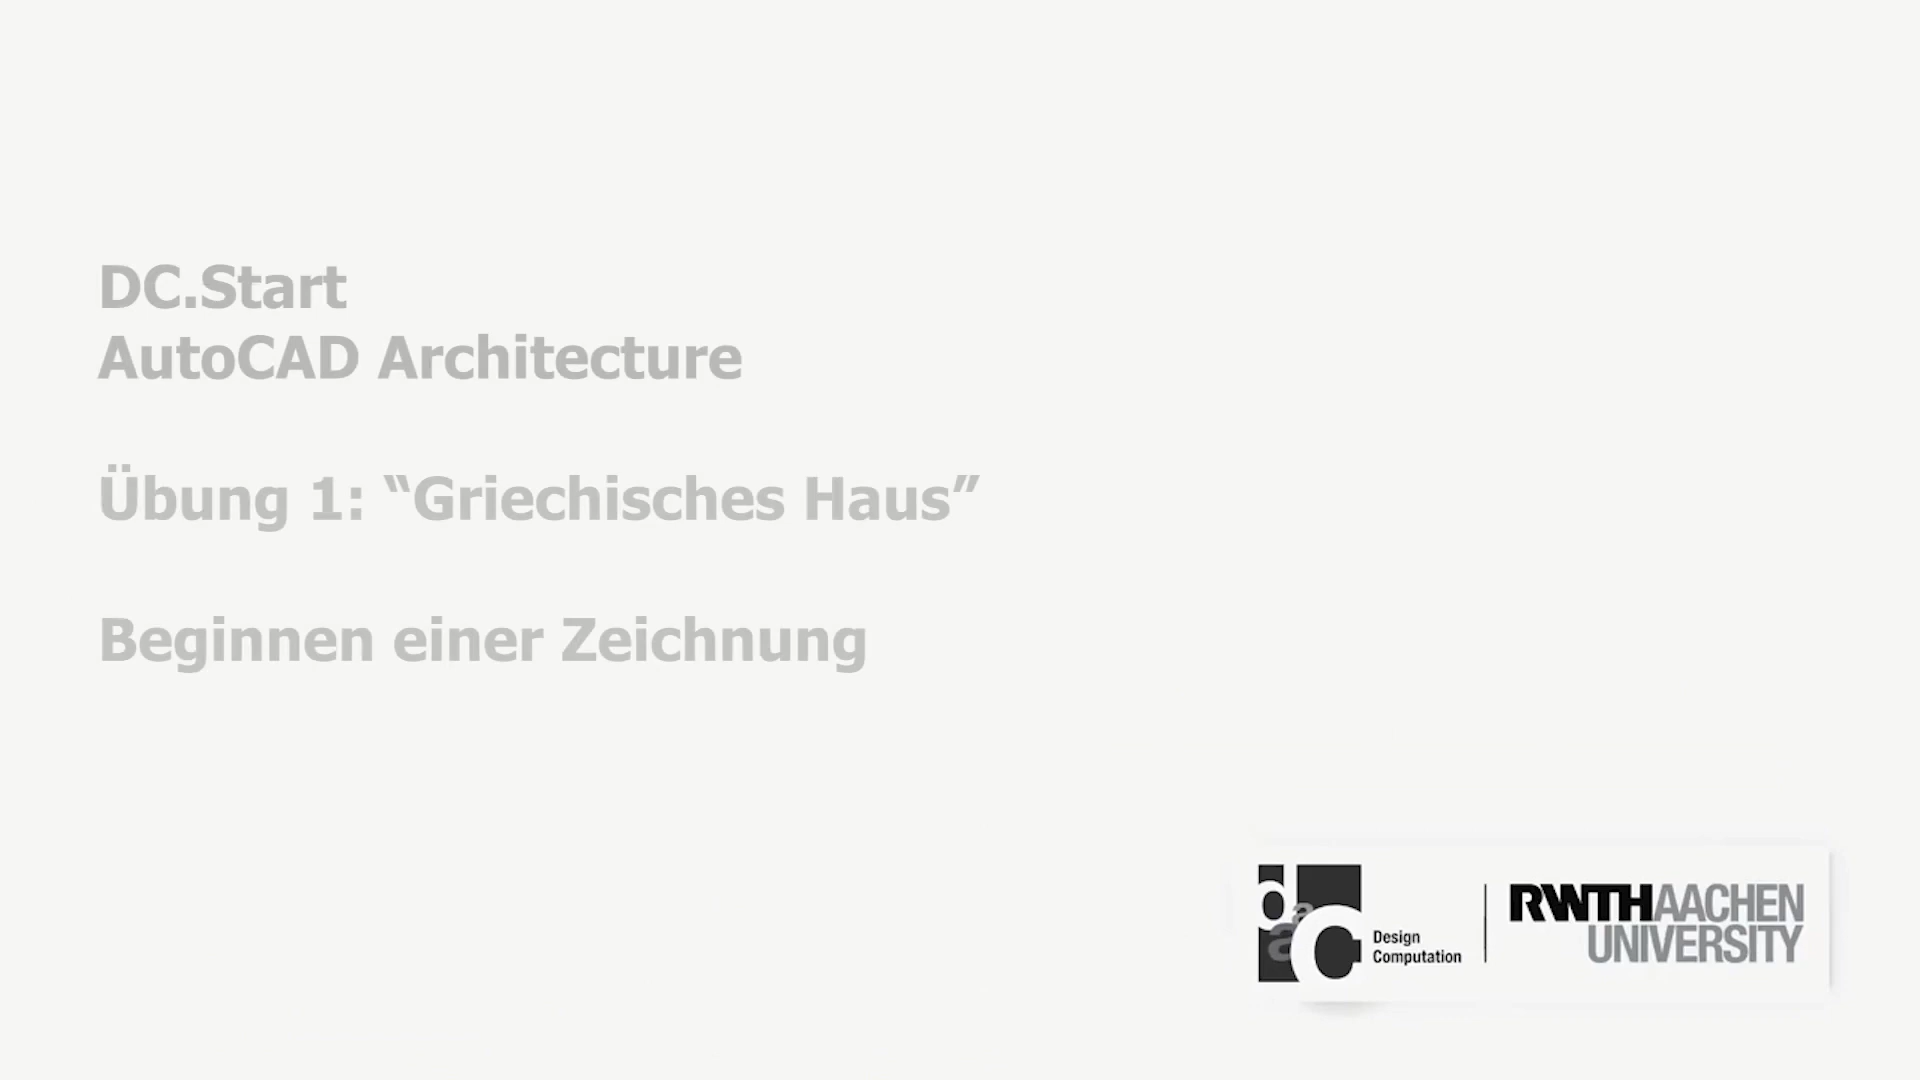 DC.Start
AutoCAD Architecture
Übung 1: “Griechisches Haus”
Beginnen einer Zeichnung
Design
Computation
RWTHAACHEN
UNIVERSITY